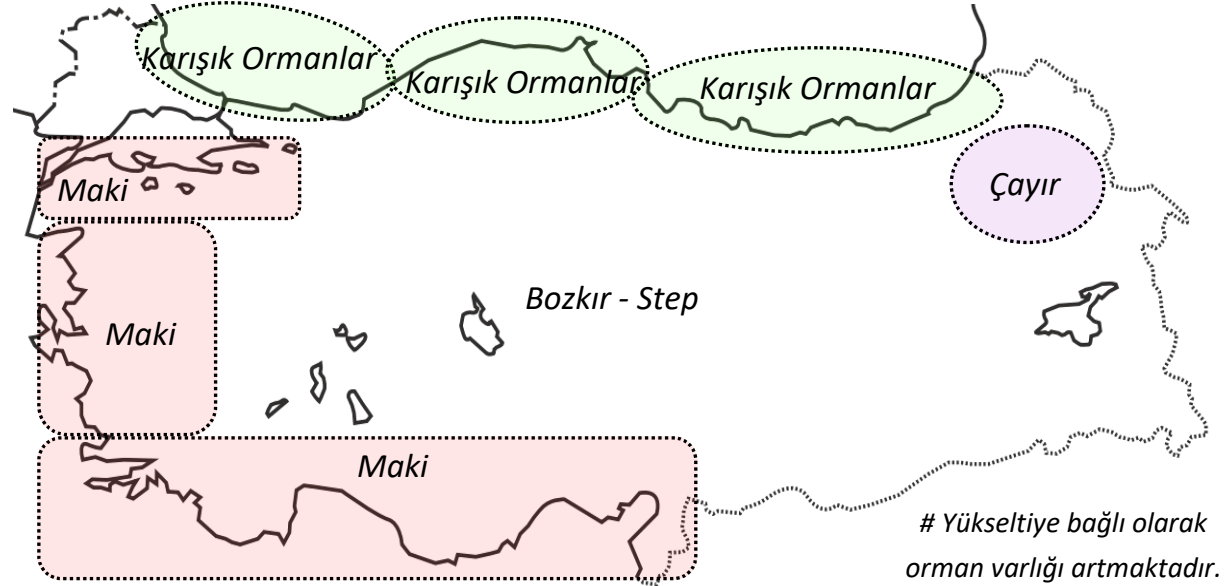 Karışık Ormanlar
Karışık Ormanlar
Karışık Ormanlar
Maki
Çayır
Bozkır - Step
Maki
Maki
# Yükseltiye bağlı olarak
orman varlığı artmaktadır.